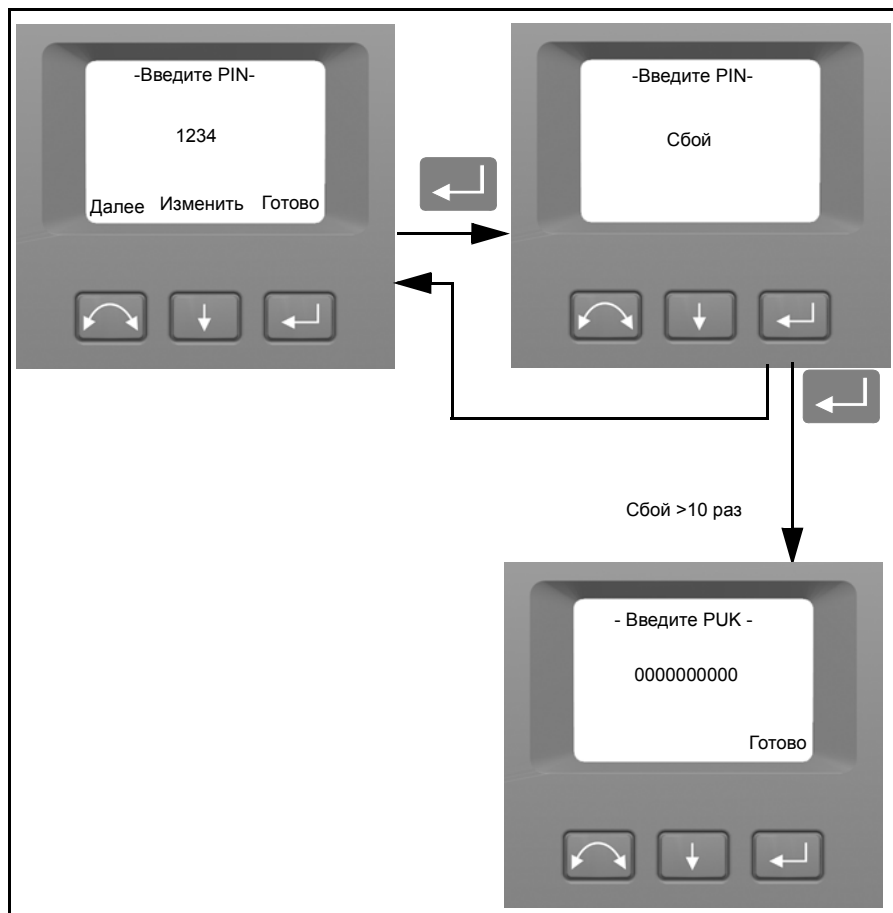 -Введите PIN-
1234
Далее Изменить Готово
-Введите PIN-
Сбой
Сбой >10 раз
- Введите PUK -
0000000000
Готово